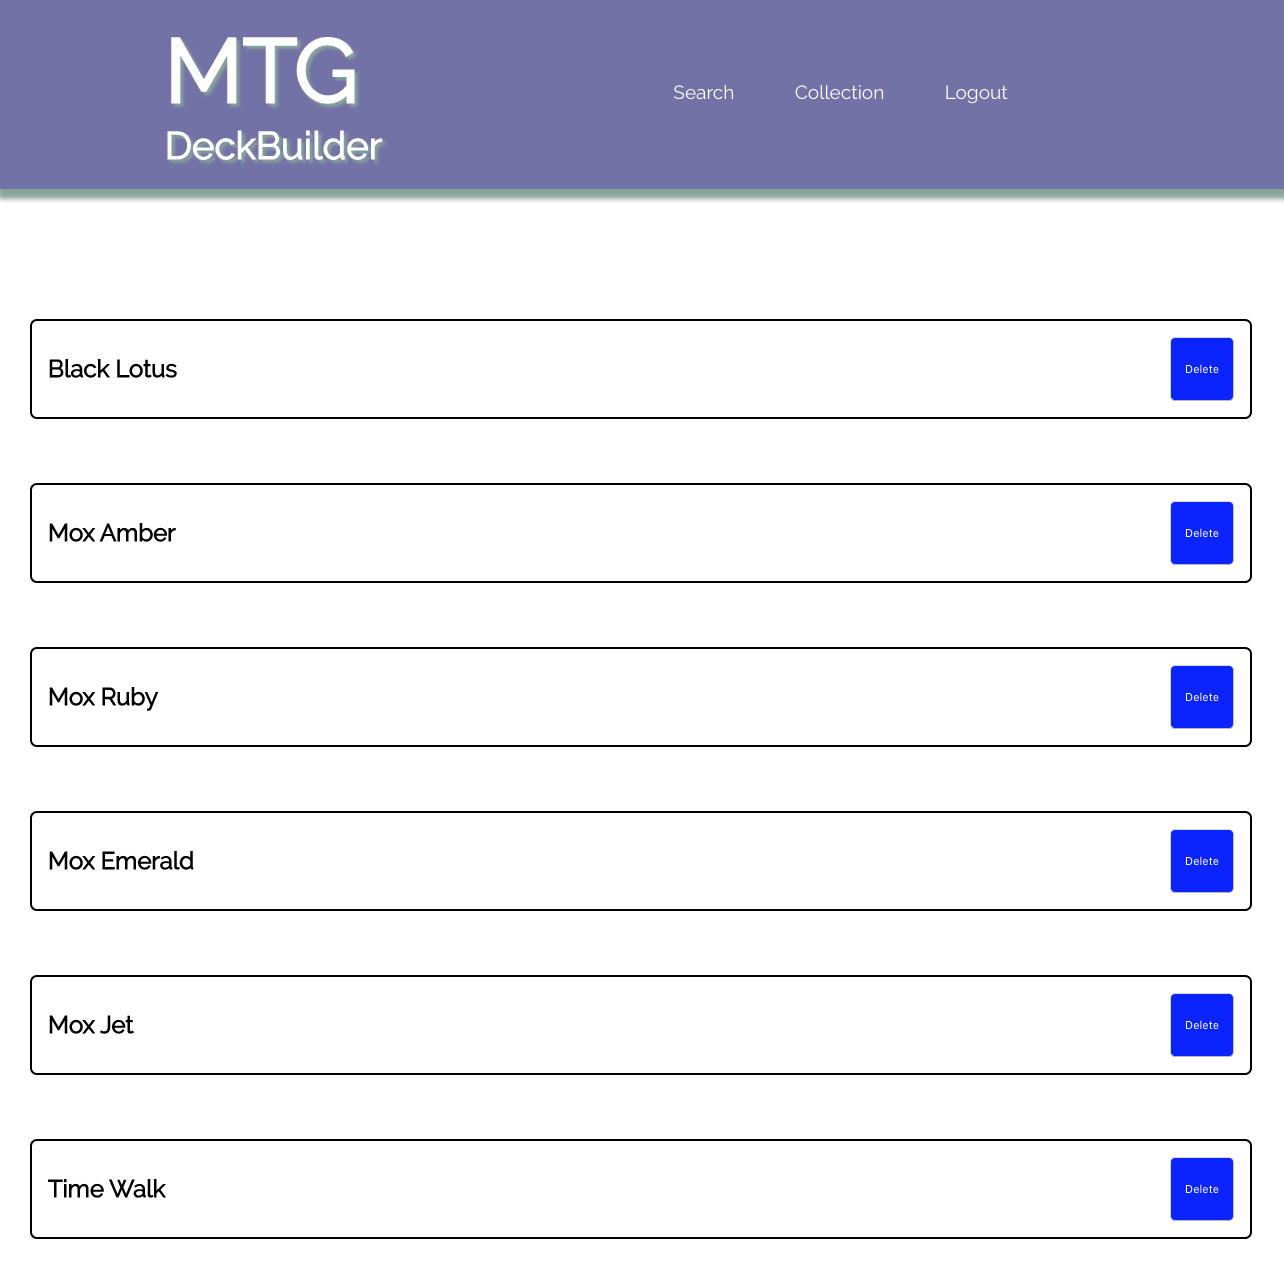 MTG
DeckBuilder
Search Collection Logout
Black Lotus Delete
Mox Amber Delete
Mox Ruby Delete
Mox Emerald Delete
Mox Jet Delete
Time Walk Delete